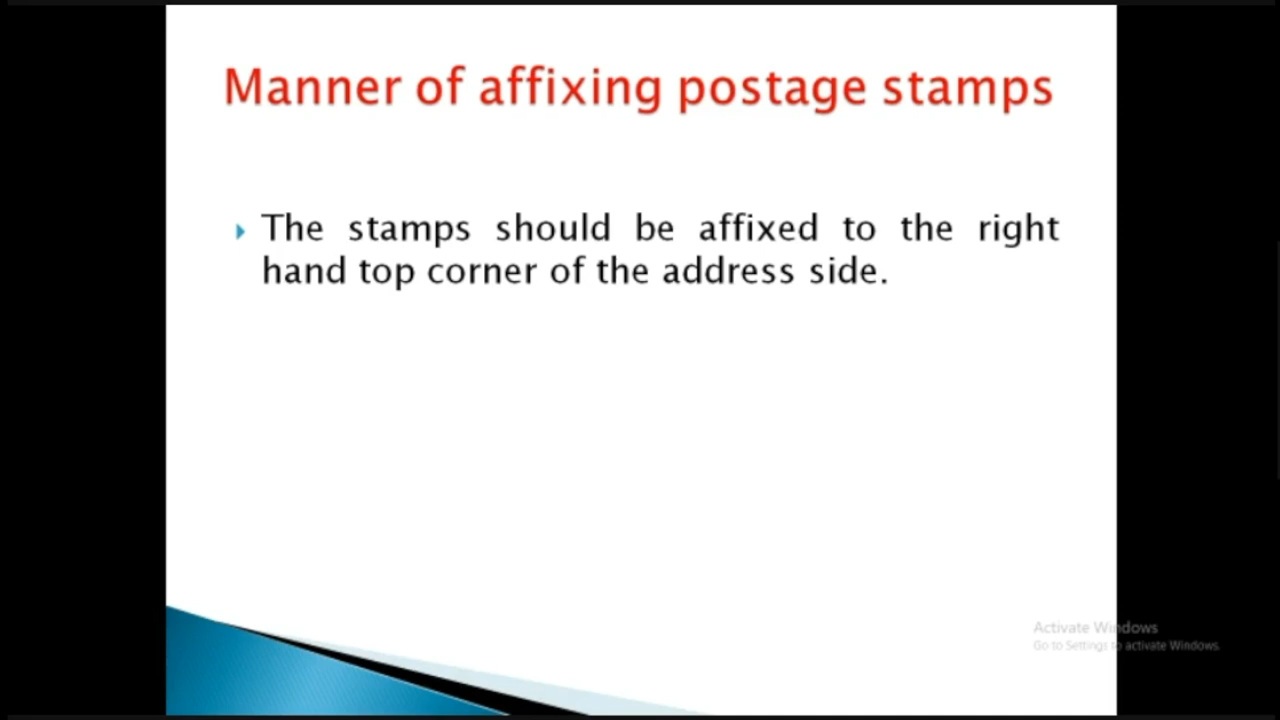 Manner of affixing postage stamps
The stamps should be affixed to the right
hand top corner of the address side.
Activate Windows
Go to Settings to activate Windows.